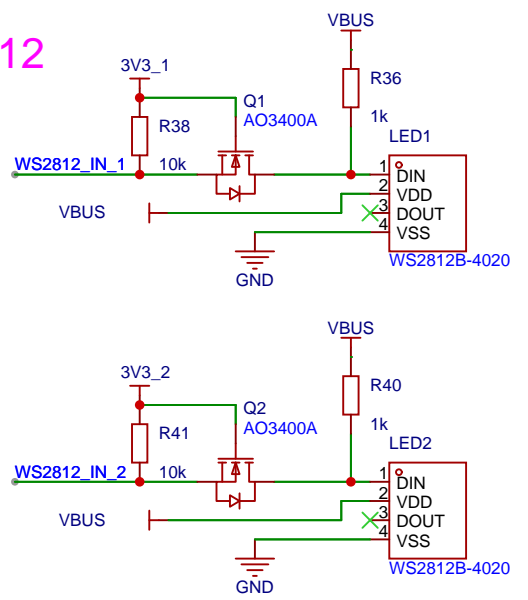 12
VBUS
3V3_1
R36
Q1
AO3400A
R38
1k
LED1
WS2812_IN_1
10k
1
DIN
2
VDD
VBUS
3
DOUT
4
VSS
WS2812B-4020
GND
VBUS
3V3_2
R40
Q2
AO3400A
R41
1k
LED2
WS2812_IN_2
10k
1
DIN
2
VDD
VBUS
3
DOUT
4
VSS
WS2812B-4020
GND